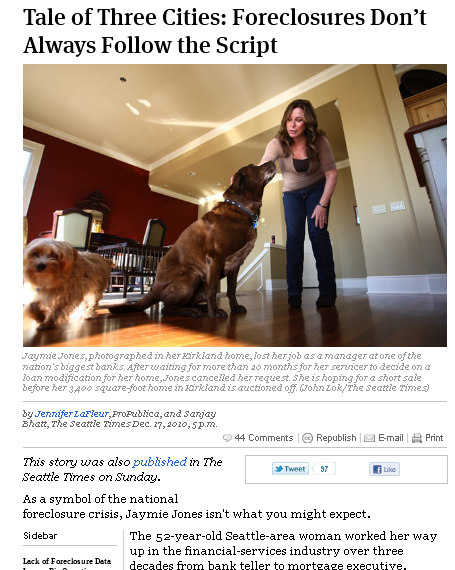 Tale of Three Cities: Foreclosures Don’t
Always Follow the Script
Jaymie Jones, photographed in her Kirkland home, lost her job as a manager at one of the
nation's biggest banks. After waiting for more than 20 months for her servicer to decide on a
loan modification for her home, Jones cancelled her request. She is hoping for a short sale
before her 3,400 square-foot home is auctioned off. (John Lok/The Seattle Times)
by Jennifer LaFleur, ProPublica, and Sanjay
Bhatt, The Seattle Times Dec. 17, 2010, 5 p.m.
44 Comments | Republish | E-mail | Print
This story was also published in The
Seattle Times on Sunday.
Tweet 37 Like
As a symbol of the national
foreclosure crisis, Jaymie Jones isn't what you might expect.
Sidebar
Lack of Foreclosure Data
The 52-year-old Seattle-area woman worked her way
up in the financial-services industry over three
decades from bank teller to mortgage executive.